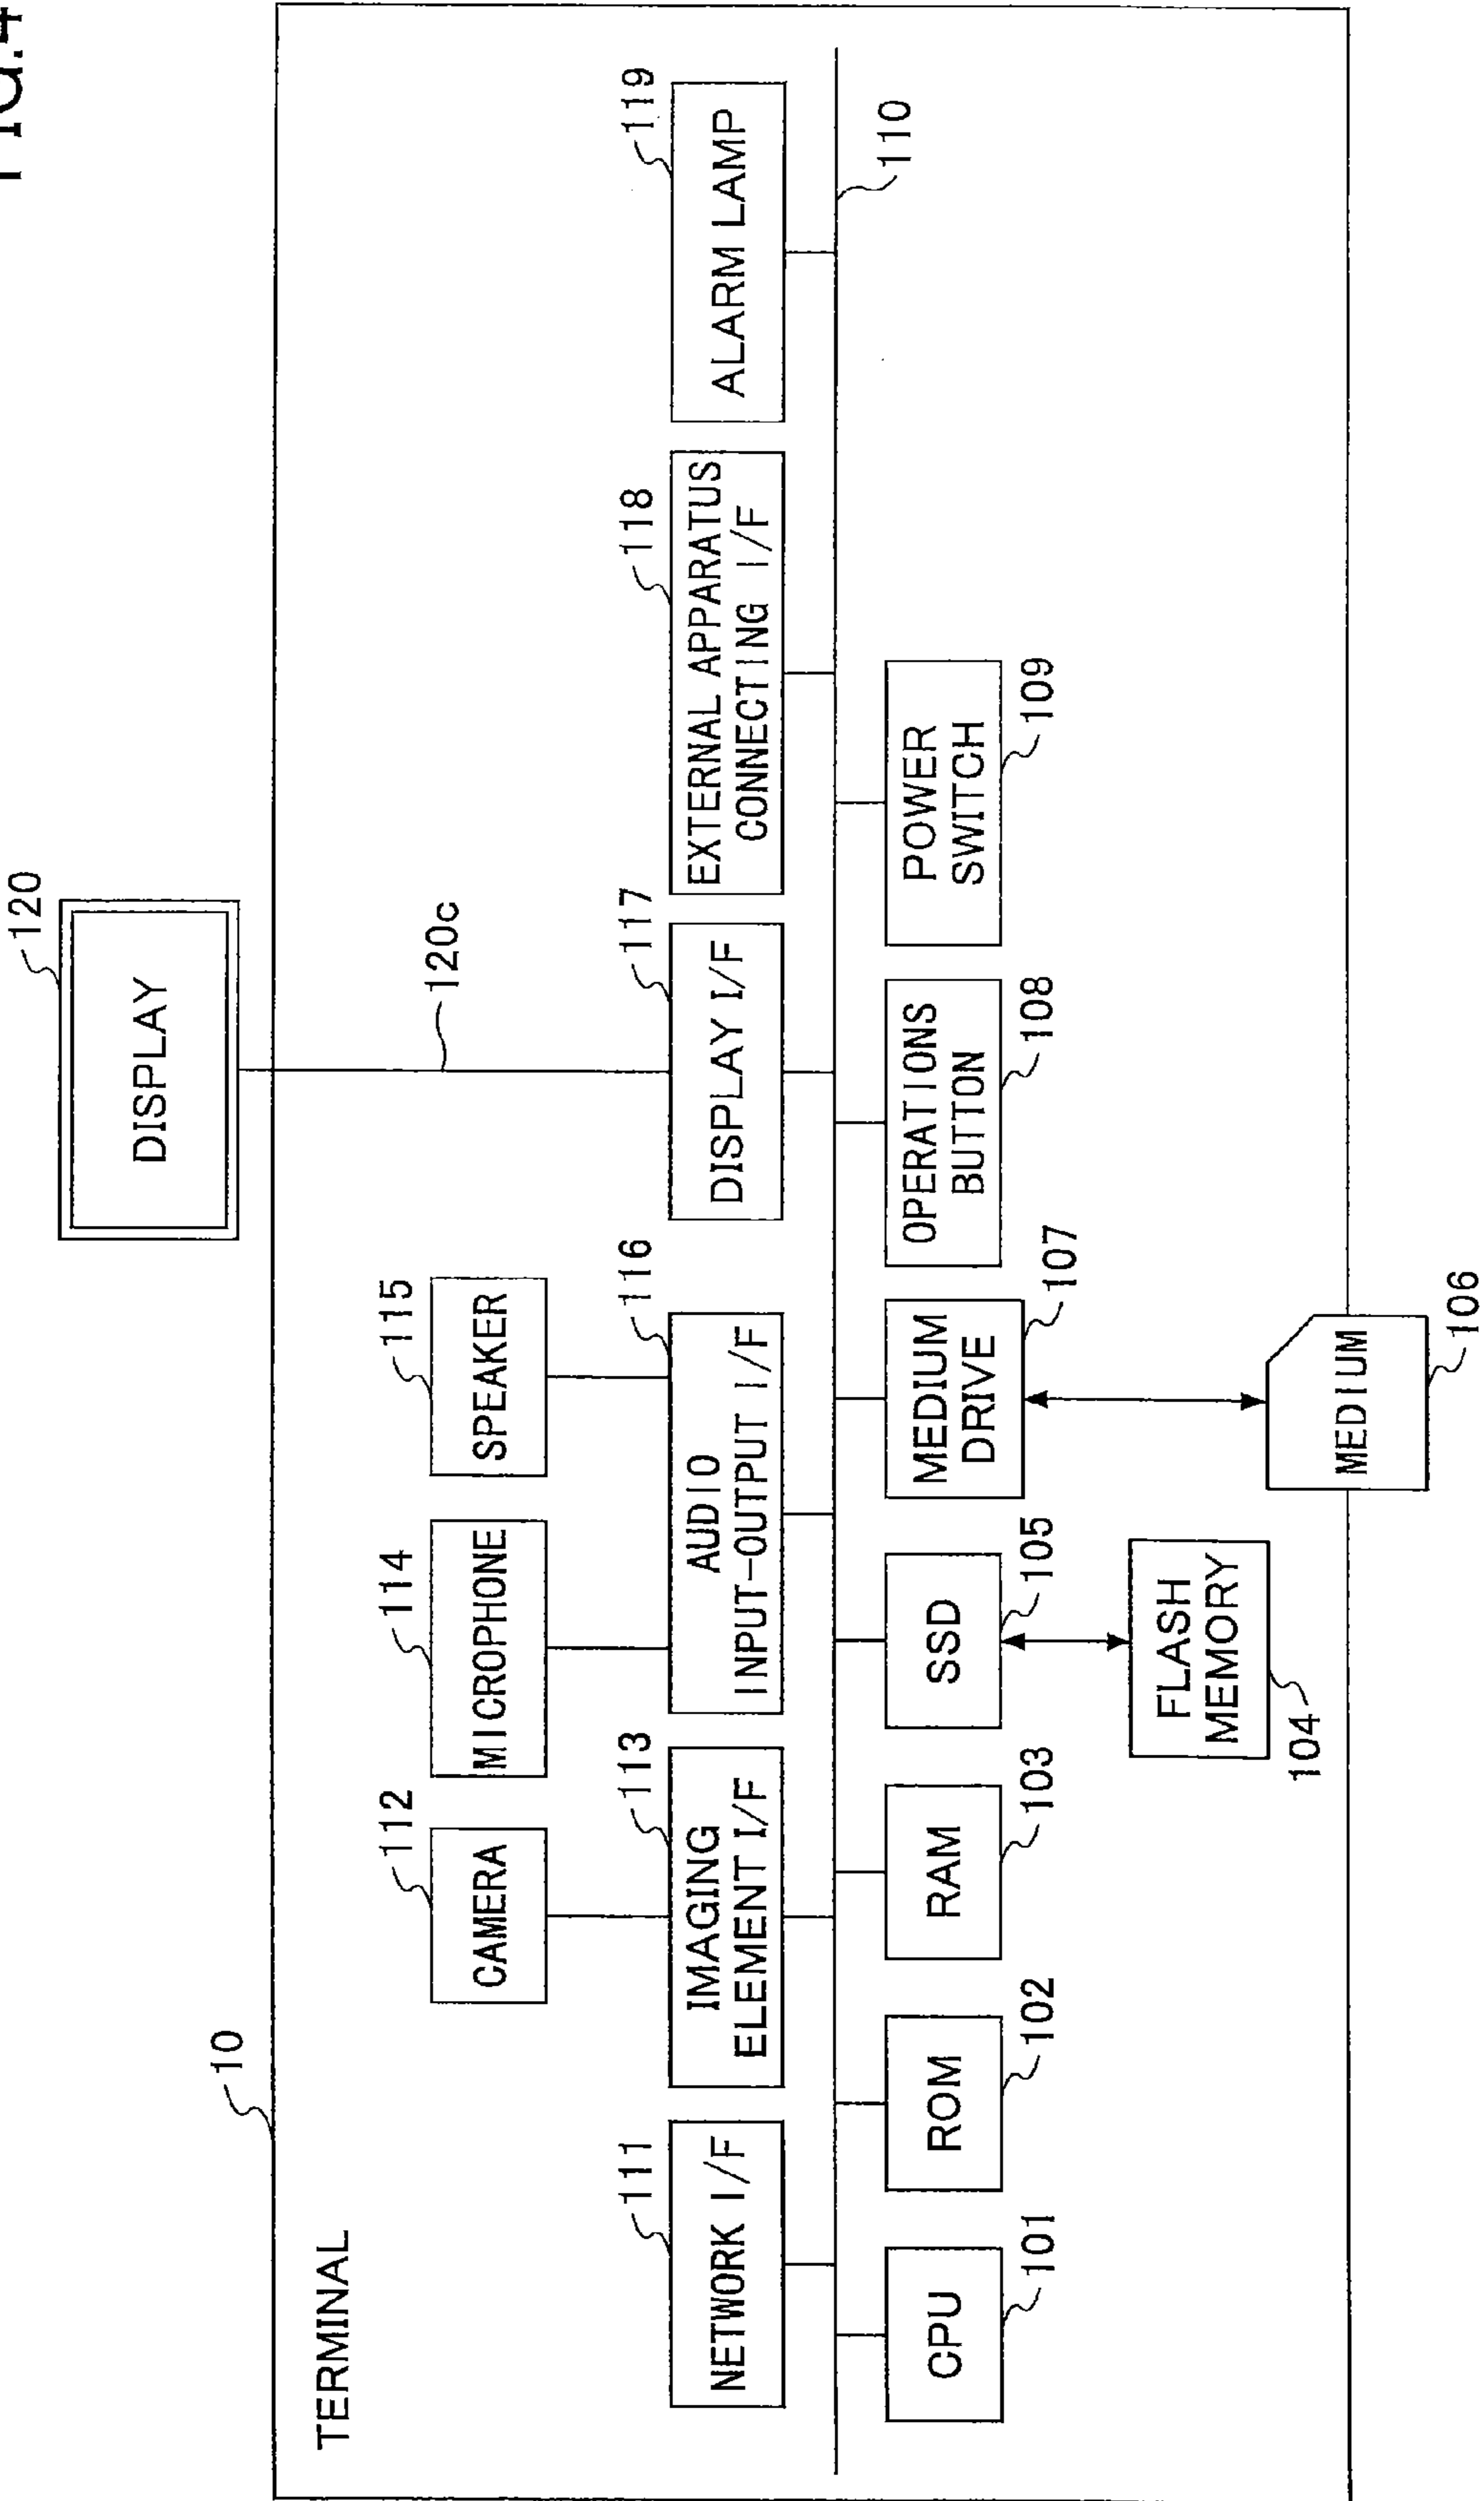 120
DISPLAY
10
TERMINAL
120c
112
CAMERA
114
MICROPHONE
115
SPEAKER
111
NETWORK I/F
113
IMAGING
ELEMENT I/F
116
AUDIO
INPUT-OUTPUT I/F
117
DISPLAY I/F
118
EXTERNAL APPARATUS
CONNECTING I/F
119
ALARM LAMP
110
CPU
101
ROM
102
RAM
103
SSD
105
MEDIUM
DRIVE
107
OPERATIONS
BUTTON
108
POWER
SWITCH
109
FLASH
MEMORY
104
MEDIUM
106